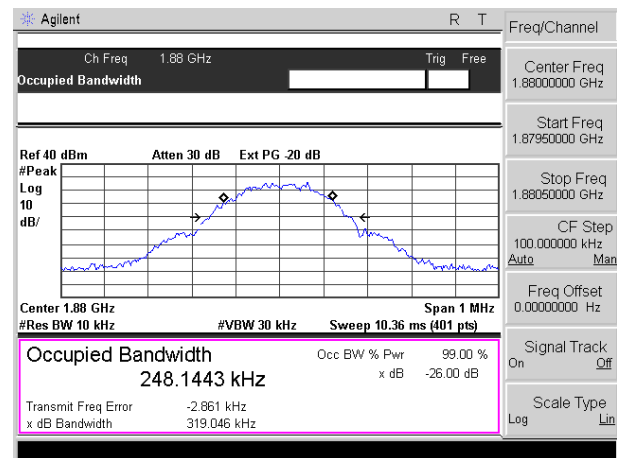 Agilent R T
Freq/Channel
Ch Freq 1.88 GHz Trig Free
Occupied Bandwidth
Center Freq
1.88000000 GHz
Start Freq
1.87950000 GHz
Stop Freq
1.88050000 GHz
CF Step
100.000000 kHz
Auto Man
Freq Offset
0.00000000 Hz
Signal Track
On Off
Scale Type
Log Lin
Ref 40 dBm Atten 30 dB Ext PG -20 dB
#Peak
Log
10
dB/
Center 1.88 GHz Span 1 MHz
#Res BW 10 kHz #VBW 30 kHz Sweep 10.36 ms (401 pts)
Occupied Bandwidth Occ BW % Pwr 99.00 %
248.1443 kHz x dB -26.00 dB
Transmit Freq Error -2.861 kHz
x dB Bandwidth 319.046 kHz